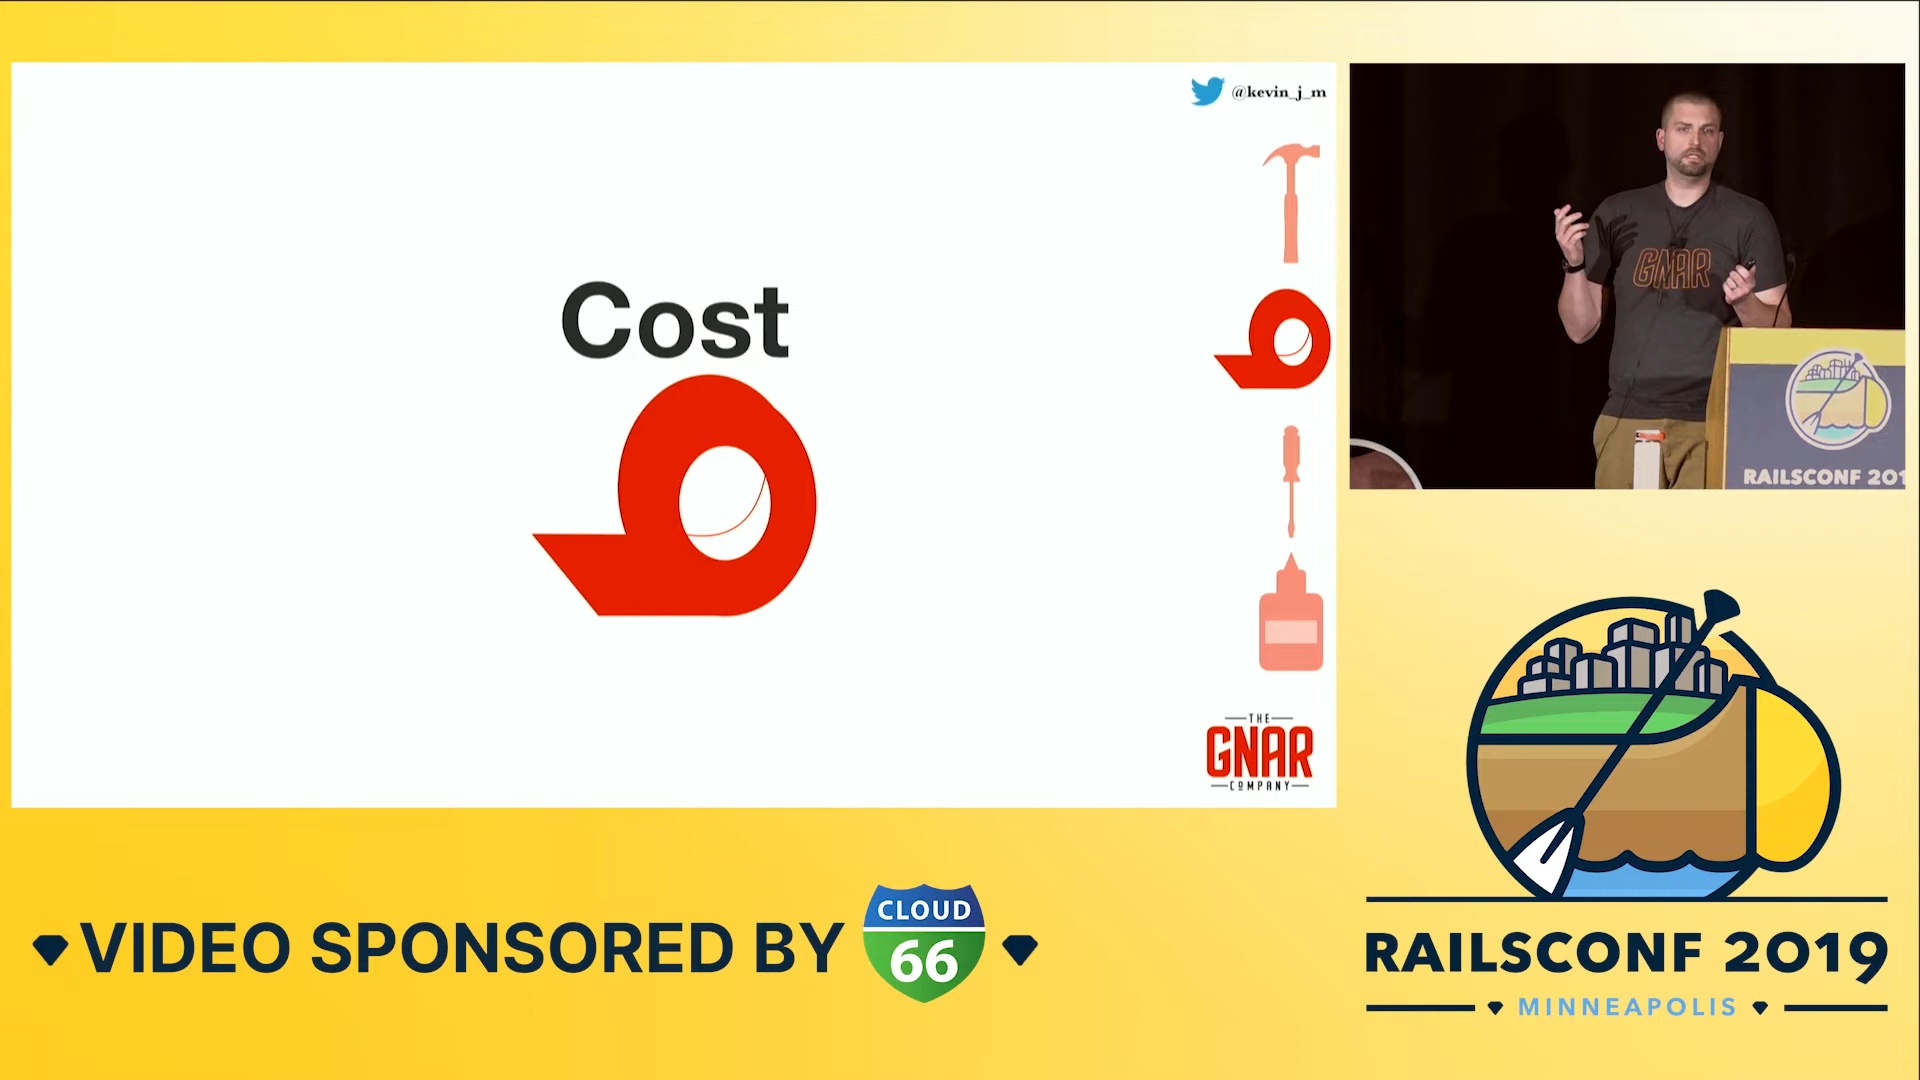 @kevin_j_m
Cost
THE
GNAR
COMPANY
GNAR
RAILSCONF 201
VIDEO SPONSORED BY
CLOUD
66
RAILSCONF 2019
MINNEAPOLIS